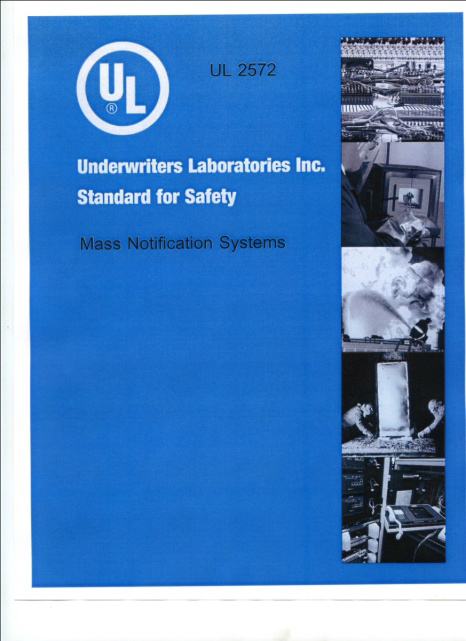 UL
®
UL 2572
Underwriters Laboratories Inc.
Standard for Safety
Mass Notification Systems